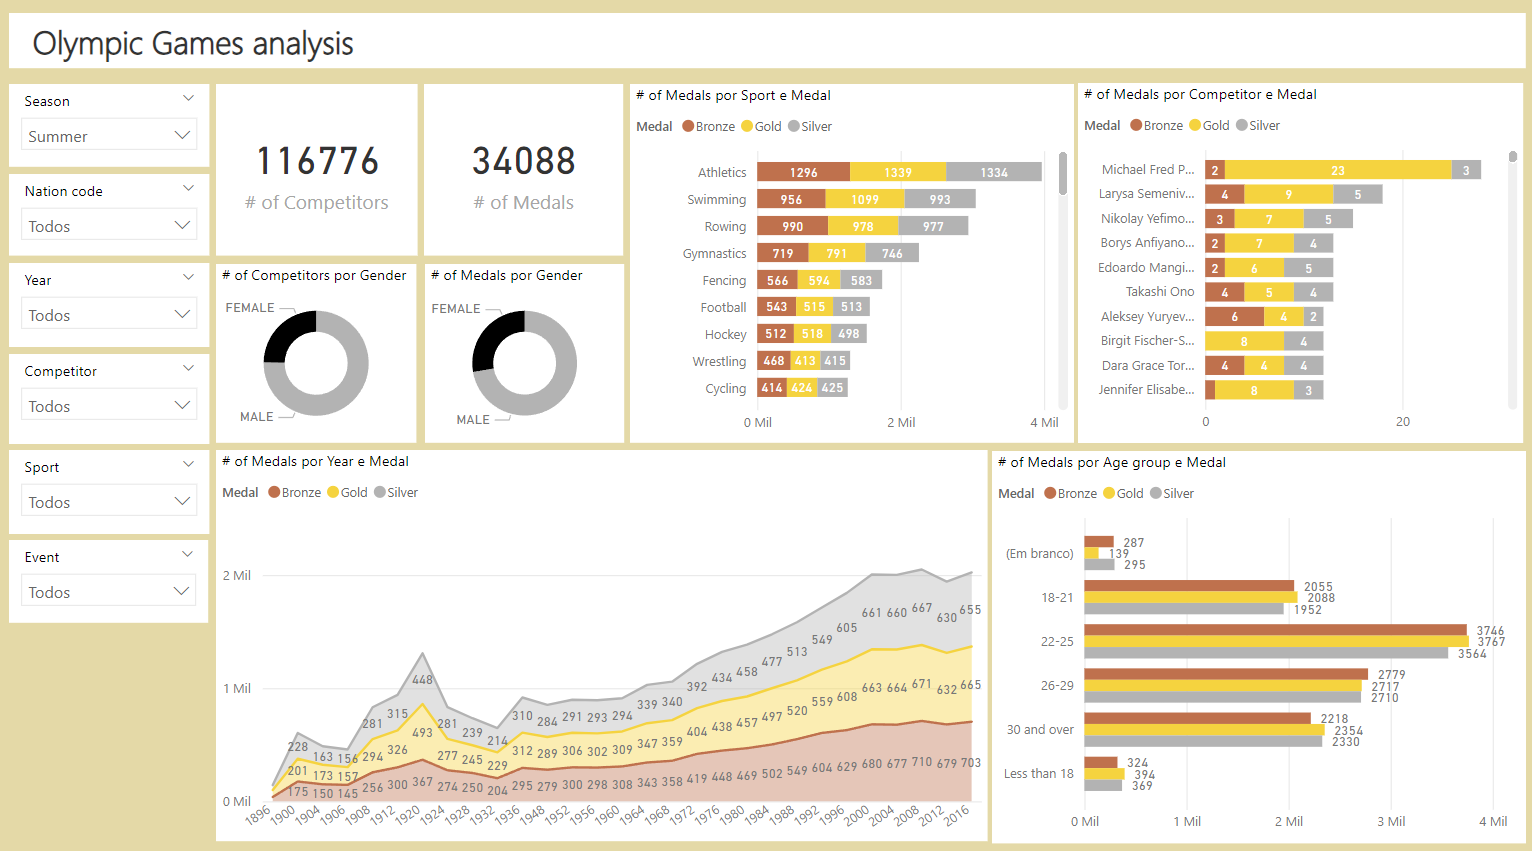 Olympic Games analysis
Season
Summer
Nation code
Todos
Year
Todos
Competitor
Todos
Sport
Todos
Event
Todos
116776
# of Competitors
34088
# of Medals
# of Competitors por Gender
FEMALE
MALE
# of Medals por Gender
FEMALE
MALE
# of Medals por Sport e Medal
Medal Bronze Gold Silver
Athletics 1296 1339 1334
Swimming 956 1099 993
Rowing 990 978 977
Gymnastics 719 791 746
Fencing 566 594 583
Football 543 515 513
Hockey 512 518 498
Wrestling 468 413 415
Cycling 414 424 425
0 Mil 2 Mil 4 Mil
# of Medals por Competitor e Medal
Medal Bronze Gold Silver
Michael Fred P... 2 23 3
Larysa Semeniv... 4 9 5
Nikolay Yefimo... 3 7 5
Borys Anfiyano... 2 7 4
Edoardo Mangi... 2 6 5
Takashi Ono 4 5 4
Aleksey Yuryev... 6 4 2
Birgit Fischer-S... 8 4
Dara Grace Tor... 4 4 4
Jennifer Elisabe... 8 3
0 20
# of Medals por Year e Medal
Medal Bronze Gold Silver
2 Mil
1 Mil
0 Mil
228 163 156 281 315 448 281 239 214 310 284 291 293 294 339 340 392 434 458 477 513 549 605 661 660 667 630 655
201 173 157 294 326 493 277 245 229 312 289 306 302 309 347 359 404 438 457 497 520 559 608 663 664 671 632 665
175 150 145 256 300 367 274 250 204 295 279 300 298 308 343 358 419 448 469 502 549 604 629 680 677 710 679 703
1896 1900 1904 1906 1908 1912 1920 1924 1928 1932 1936 1948 1952 1956 1960 1964 1968 1972 1976 1980 1984 1988 1992 1996 2000 2004 2008 2012 2016
# of Medals por Age group e Medal
Medal Bronze Gold Silver
(Em branco) 287
139
295
18-21 2055
2088
1952
22-25 3746
3767
3564
26-29 2779
2717
2710
30 and over 2218
2354
2330
Less than 18 324
394
369
0 Mil 1 Mil 2 Mil 3 Mil 4 Mil